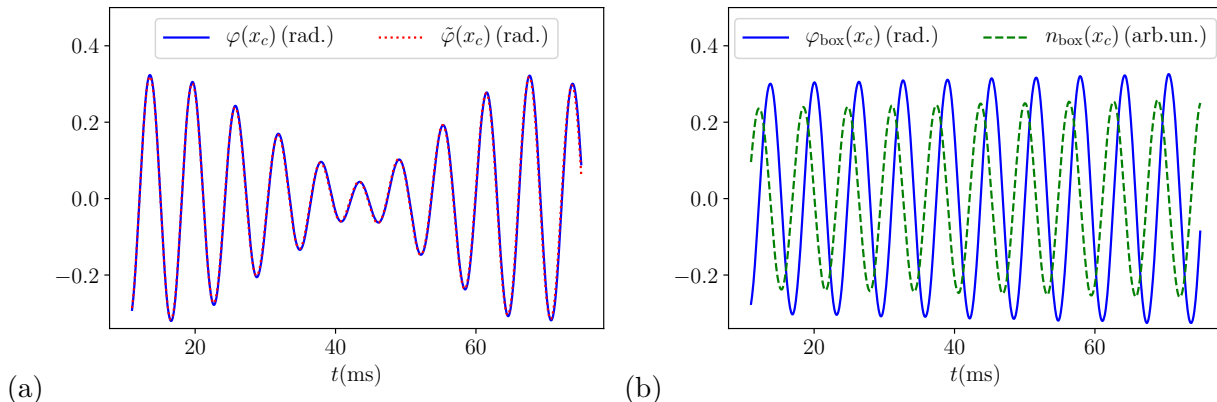 φ(x_c) (rad.) φ̃(x_c) (rad.)
0.4
0.2
0.0
−0.2
20 40 60
t(ms)
(a)
φ_box(x_c) (rad.) n_box(x_c) (arb.un.)
0.4
0.2
0.0
−0.2
20 40 60
t(ms)
(b)